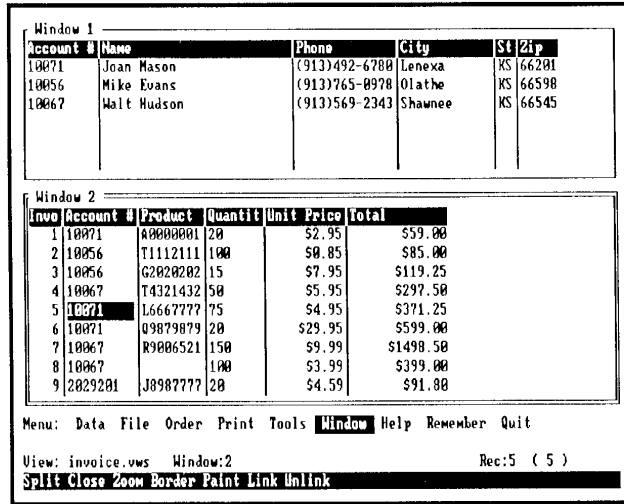 Window 1
Account # Name Phone City St Zip
10071 Joan Mason (913)492-6780 Lenexa KS 66201
10056 Mike Evans (913)765-0978 Olathe KS 66598
10067 Walt Hudson (913)569-2343 Shawnee KS 66545
Window 2
Invo Account # Product Quantit Unit Price Total
1 10071 A0000001 20 $2.95 $59.00
2 10056 T1112111 100 $0.85 $85.00
3 10056 G2020202 15 $7.95 $119.25
4 10067 T4321432 50 $5.95 $297.50
5 10071 L6667777 75 $4.95 $371.25
6 10071 Q9879879 20 $29.95 $599.00
7 10067 R9006521 150 $9.99 $1498.50
8 10067 100 $3.99 $399.00
9 2029201 J8987777 20 $4.59 $91.80
Menu: Data File Order Print Tools Window Help Remember Quit
View: invoice.vws Window:2 Rec:5 ( 5 )
Split Close Zoom Border Paint Link Unlink